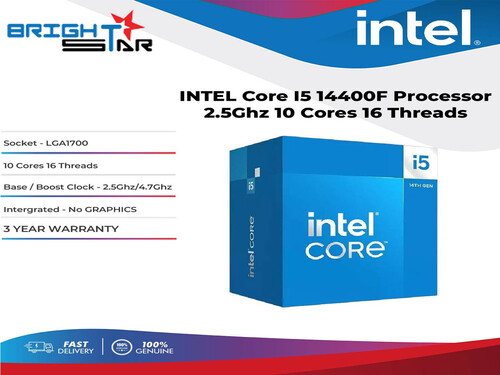 BRIGHT
STAR
intel
INTEL Core I5 14400F Processor
2.5Ghz 10 Cores 16 Threads
Socket - LGA1700
10 Cores 16 Threads
Base / Boost Clock - 2.5Ghz/4.7Ghz
Intergrated - No GRAPHICS
3 YEAR WARRANTY
i5
i5
14TH GEN
intel
CORE
intel CORE
FAST
DELIVERY
100%
100%
GENUINE